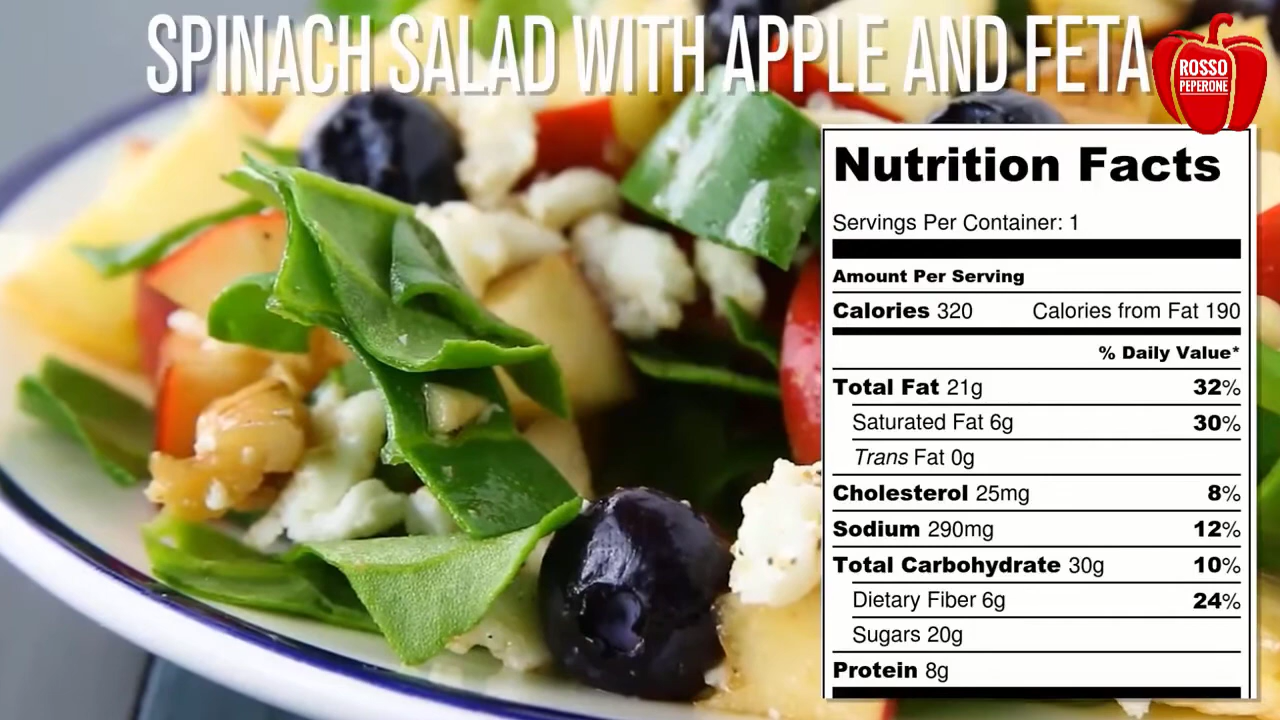 SPINACH SALAD WITH APPLE AND FETA
ROSSO
PEPERONE
Nutrition Facts
Servings Per Container: 1
Amount Per Serving
Calories 320 Calories from Fat 190
% Daily Value*
Total Fat 21g 32%
Saturated Fat 6g 30%
Trans Fat 0g
Cholesterol 25mg 8%
Sodium 290mg 12%
Total Carbohydrate 30g 10%
Dietary Fiber 6g 24%
Sugars 20g
Protein 8g